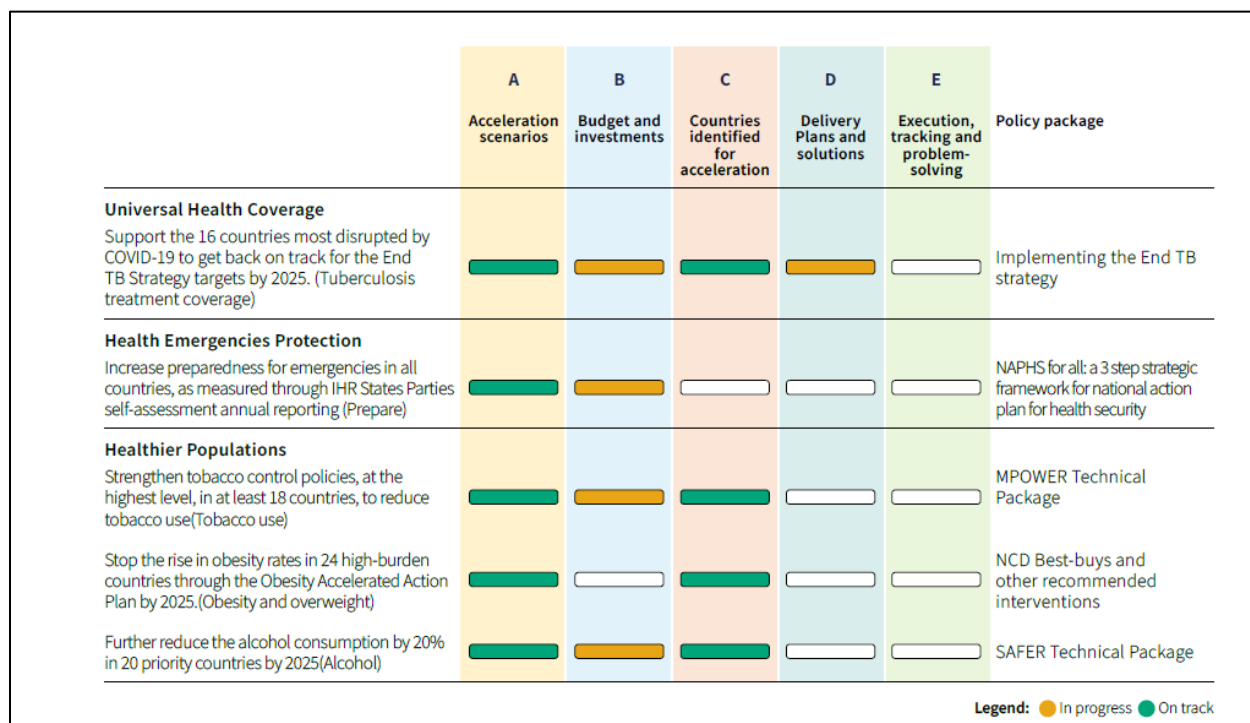 A
B
C
D
E
Acceleration
scenarios
Budget and
investments
Countries
identified
for
acceleration
Delivery
Plans and
solutions
Execution,
tracking and
problem-
solving
Policy package
Universal Health Coverage
Support the 16 countries most disrupted by
COVID-19 to get back on track for the End
TB Strategy targets by 2025. (Tuberculosis
treatment coverage)
Implementing the End TB
strategy
Health Emergencies Protection
Increase preparedness for emergencies in all
countries, as measured through IHR States Parties
self-assessment annual reporting (Prepare)
NAPHS for all: a 3 step strategic
framework for national action
plan for health security
Healthier Populations
Strengthen tobacco control policies, at the
highest level, in at least 18 countries, to reduce
tobacco use(Tobacco use)
MPOWER Technical
Package
Stop the rise in obesity rates in 24 high-burden
countries through the Obesity Accelerated Action
Plan by 2025.(Obesity and overweight)
NCD Best-buys and
other recommended
interventions
Further reduce the alcohol consumption by 20%
in 20 priority countries by 2025(Alcohol)
SAFER Technical Package
Legend: In progress On track